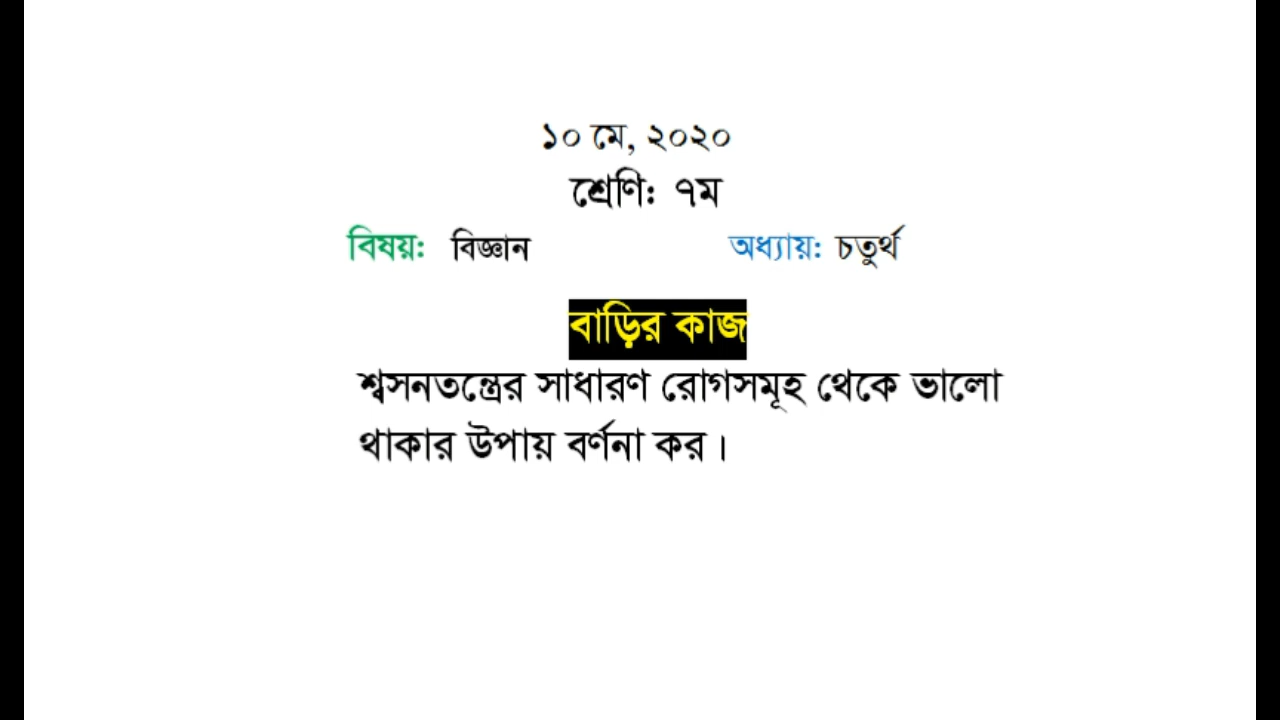 ১০ মে, ২০২০
শ্রেণি: ৭ম
বিষয়: বিজ্ঞান অধ্যায়: চতুর্থ
বাড়ির কাজ
শ্বসনতন্ত্রের সাধারণ রোগসমূহ থেকে ভালো
থাকার উপায় বর্ণনা কর।